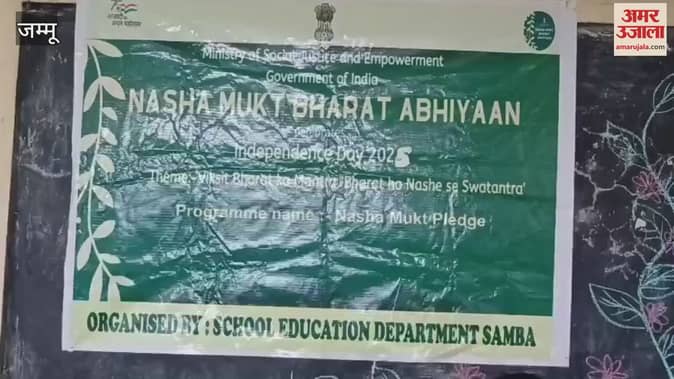 जम्मू
अमर उजाला
amarujala.com
Ministry of Social Justice and Empowerment
Government of India
NASHA MUKT BHARAT ABHIYAAN
Independence Day 2025
Theme:- 'Viksit Bharat ka Mantra, Bharat ho Nashe se Swatantra'
Programme name :- Nasha Mukt Pledge
ORGANISED BY : SCHOOL EDUCATION DEPARTMENT SAMBA